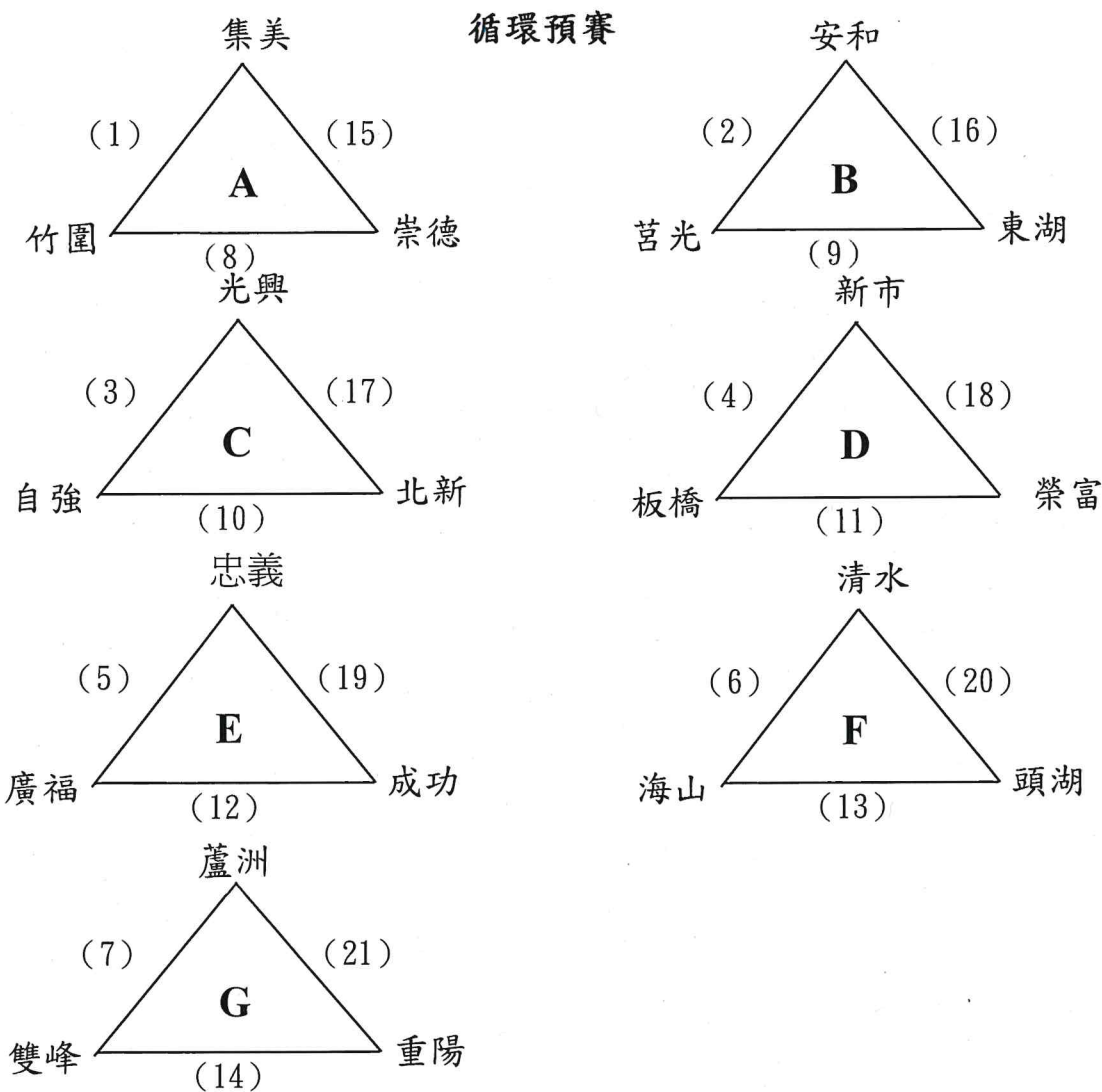 循環預賽
集美
安和
(1)
(15)
(2)
(16)
A
B
竹圍
崇德
莒光
東湖
(8)
(9)
光興
新市
(3)
(17)
(4)
(18)
C
D
自強
北新
板橋
榮富
(10)
(11)
忠義
清水
(5)
(19)
(6)
(20)
E
F
廣福
成功
海山
頭湖
(12)
(13)
蘆洲
(7)
(21)
G
雙峰
重陽
(14)